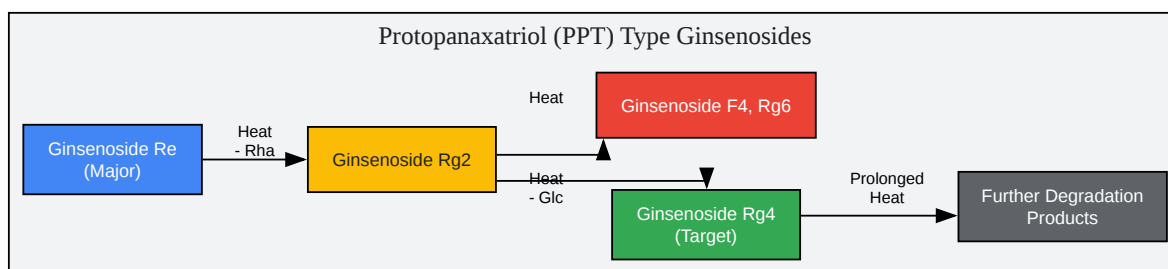 Protopanaxatriol (PPT) Type Ginsenosides
Heat
Ginsenoside F4, Rg6
Ginsenoside Re
(Major)
Heat
- Rha
Ginsenoside Rg2
Heat
- Glc
Ginsenoside Rg4
(Target)
Prolonged
Heat
Further Degradation
Products